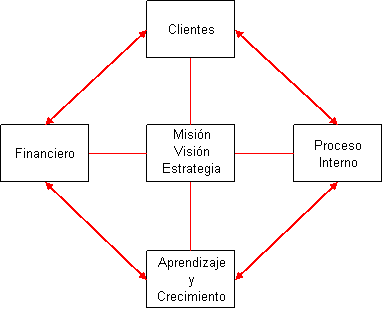 Clientes
Financiero
Misión
Visión
Estrategia
Proceso
Interno
Aprendizaje
y
Crecimiento